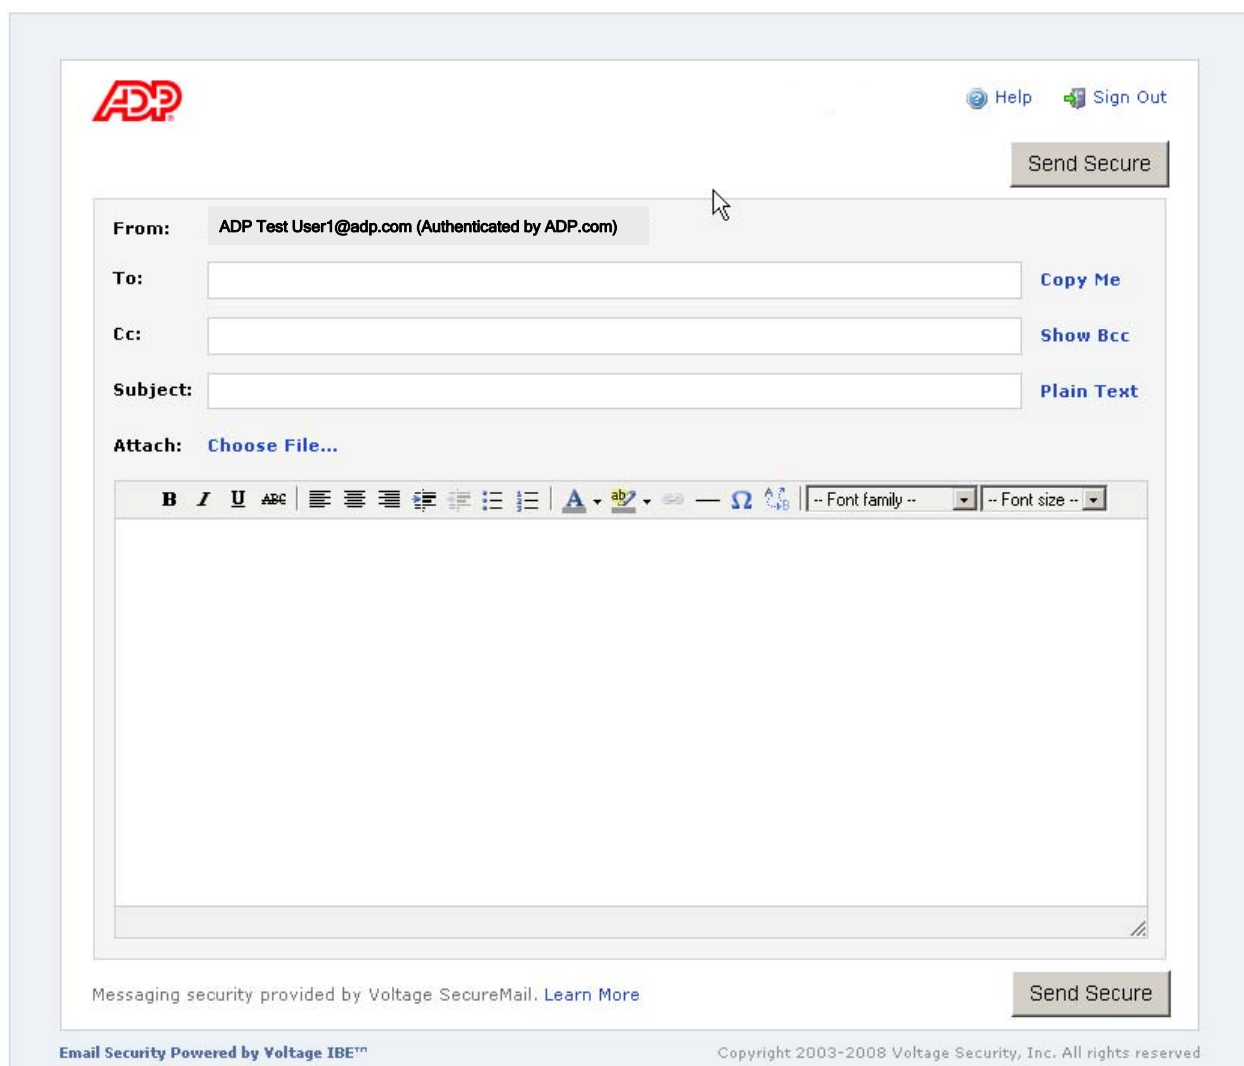 ADP
Help Sign Out
Send Secure
From: ADP Test User1@adp.com (Authenticated by ADP.com)
To: Copy Me
Cc: Show Bcc
Subject: Plain Text
Attach: Choose File...
B I U ABC A ab Ω A B -- Font family -- -- Font size --
Messaging security provided by Voltage SecureMail. Learn More Send Secure
Email Security Powered by Voltage IBE™ Copyright 2003-2008 Voltage Security, Inc. All rights reserved